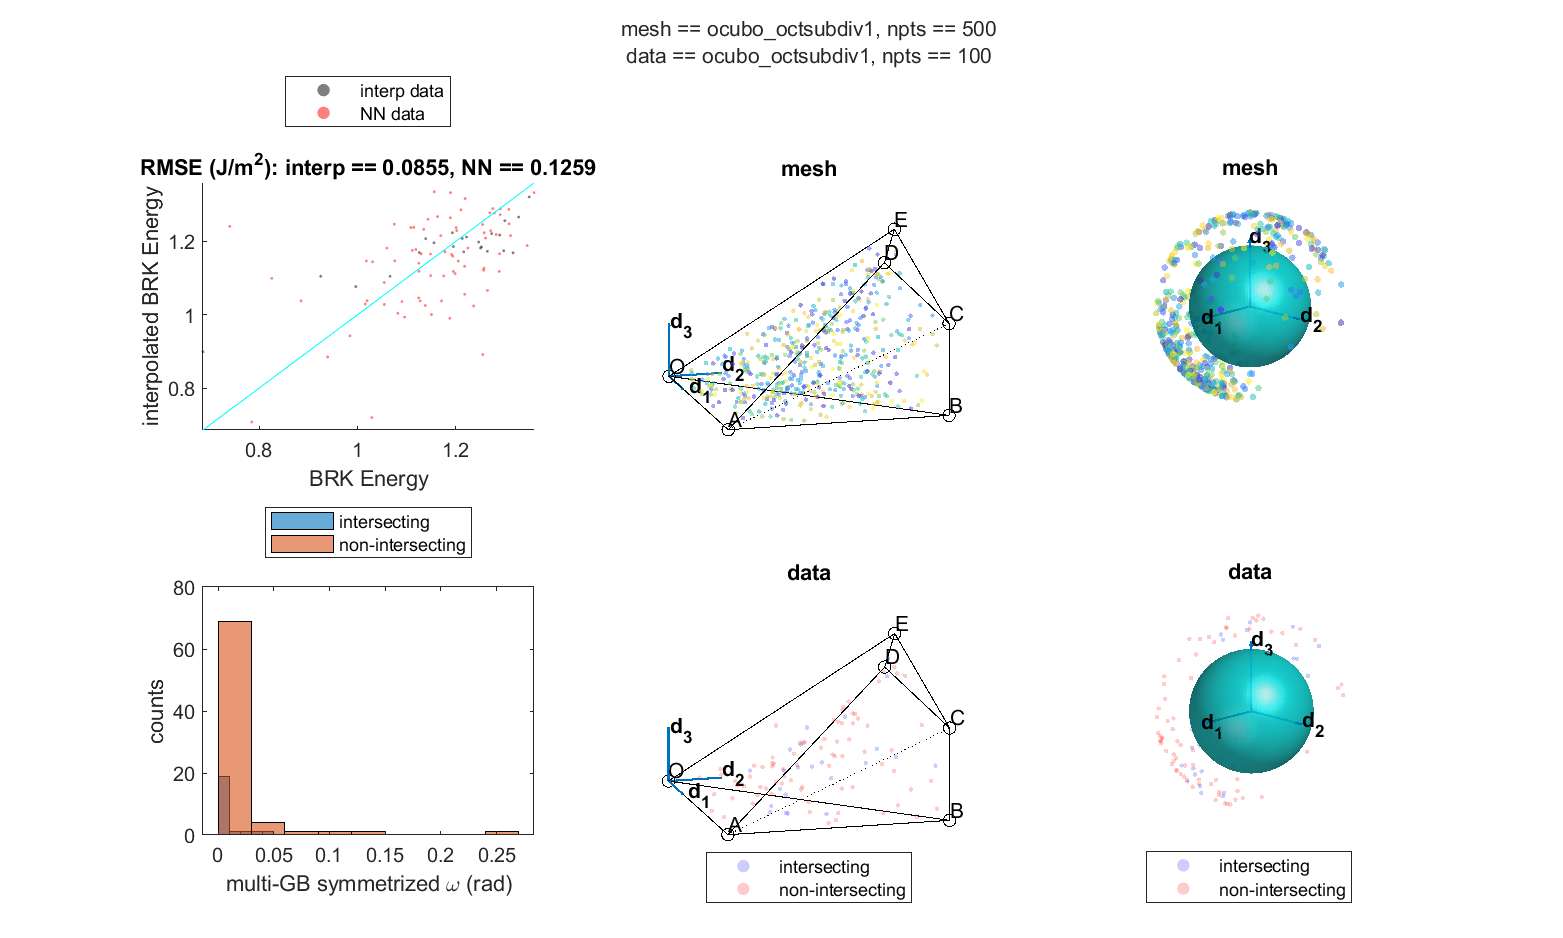 mesh == ocubo_octsubdiv1, npts == 500
data == ocubo_octsubdiv1, npts == 100
interp data
NN data
RMSE (J/m²): interp == 0.0855, NN == 0.1259
interpolated BRK Energy
1.2
1
0.8
0.8
1
1.2
BRK Energy
mesh
E
D
C
d3
O
d2
d1
A
B
mesh
d3
d1
d2
intersecting
non-intersecting
counts
80
60
40
20
0
0
0.05
0.1
0.15
0.2
0.25
multi-GB symmetrized ω (rad)
data
E
D
C
d3
O
d2
d1
A
B
intersecting
non-intersecting
data
d3
d1
d2
intersecting
non-intersecting